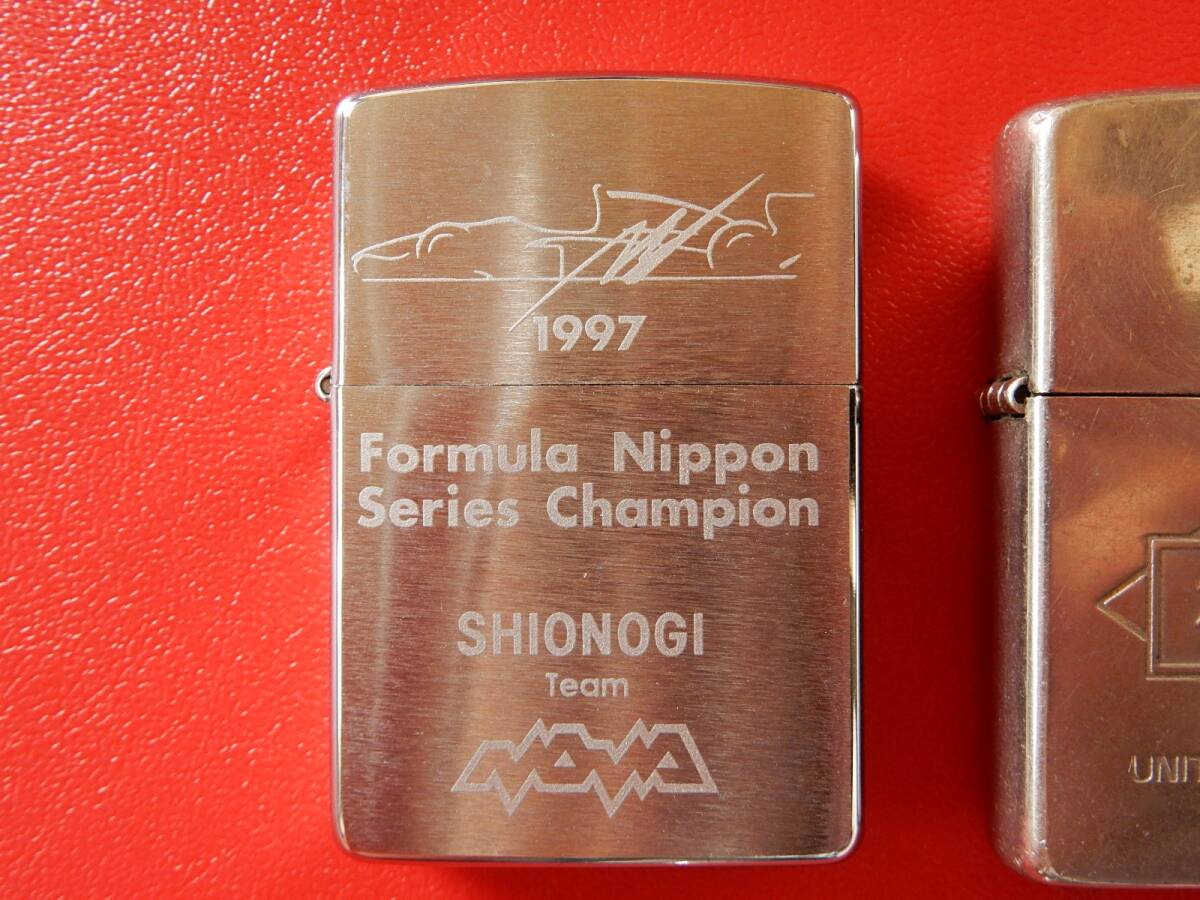 1997
Formula Nippon
Series Champion
SHIONOGI
Team
NOVA
UNIT